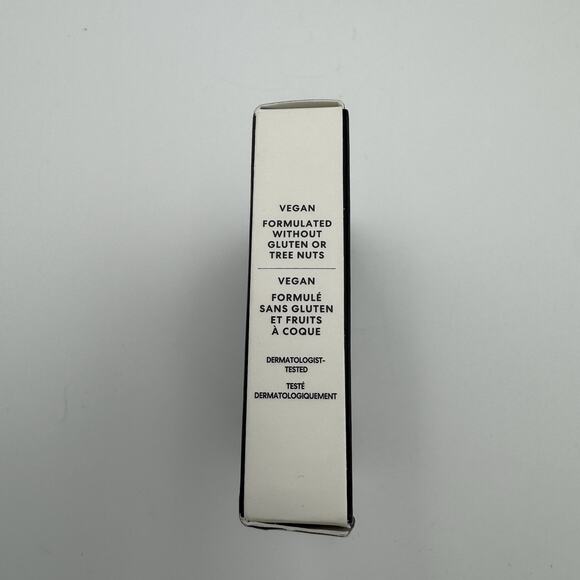 VEGAN
FORMULATED
WITHOUT
GLUTEN OR
TREE NUTS
VEGAN
FORMULÉ
SANS GLUTEN
ET FRUITS
À COQUE
DERMATOLOGIST-
TESTED
TESTÉ
DERMATOLOGIQUEMENT